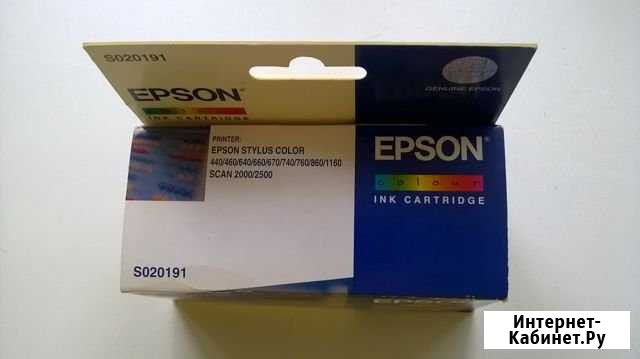 S020191
EPSON
INK CARTRIDGE
GENUINE EPSON
PRINTER:
EPSON STYLUS COLOR
440/460/640/660/670/740/760/860/1160
SCAN 2000/2500
S020191
EPSON
colour
INK CARTRIDGE
Интернет-
Кабинет.Ру